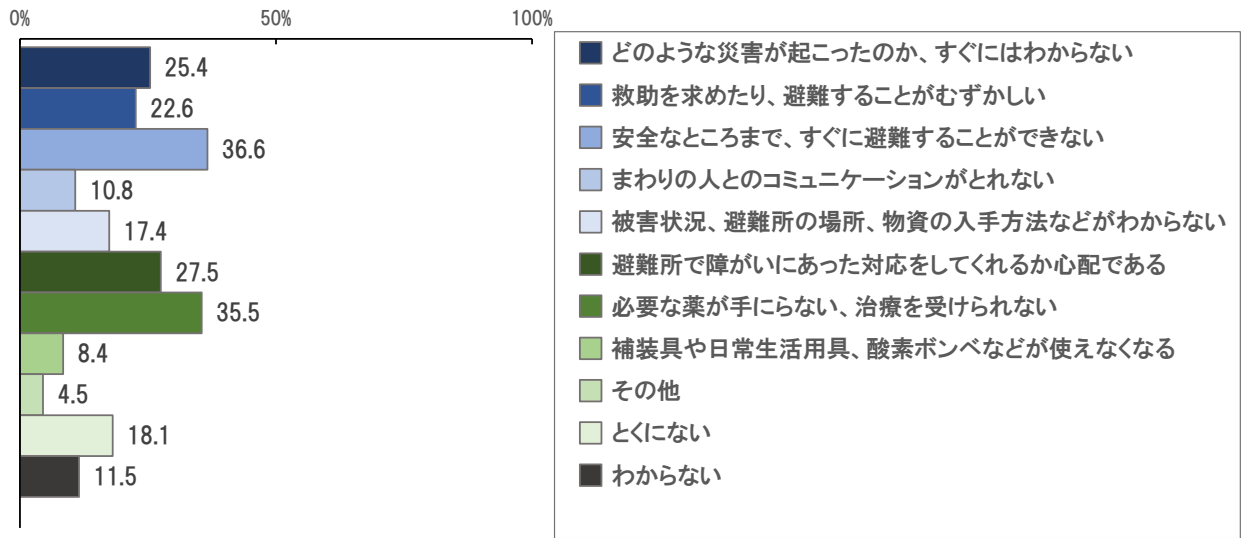 0%
50%
100%
25.4
22.6
36.6
10.8
17.4
27.5
35.5
8.4
4.5
18.1
11.5
どのような災害が起こったのか、すぐにはわからない
救助を求めたり、避難することがむずかしい
安全なところまで、すぐに避難することができない
まわりの人とのコミュニケーションがとれない
被害状況、避難所の場所、物資の入手方法などがわからない
避難所で障がいにあった対応をしてくれるか心配である
必要な薬が手にらない、治療を受けられない
補装具や日常生活用具、酸素ボンベなどが使えなくなる
その他
とくにない
わからない